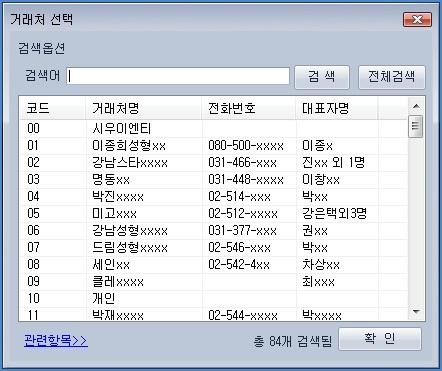 거래처 선택
검색옵션
검색어 검 색 전체검색
코드 거래처명 전화번호 대표자명
00 시우미엔티
01 이종희성형xx 080-500-xxxx 이종x
02 강남스타xxxx 031-466-xxx 진xx 외 1명
03 명동xx 031-448-xxxx 이창xx
04 박진xxxx 02-514-xxx 박xx
05 미고xxx 02-512-xxxx 강은택외3명
06 강남성형xxxx 031-377-xxx 권xx
07 드림성형xxxx 02-546-xxx 박xx
08 세인xx 02-542-4xx 차상xx
09 클레xxxx 최xxx
10 개인
11 박재xxxx 02-544-xxxx 박xxxx
관련항목>> 총 84개 검색됨 확 인